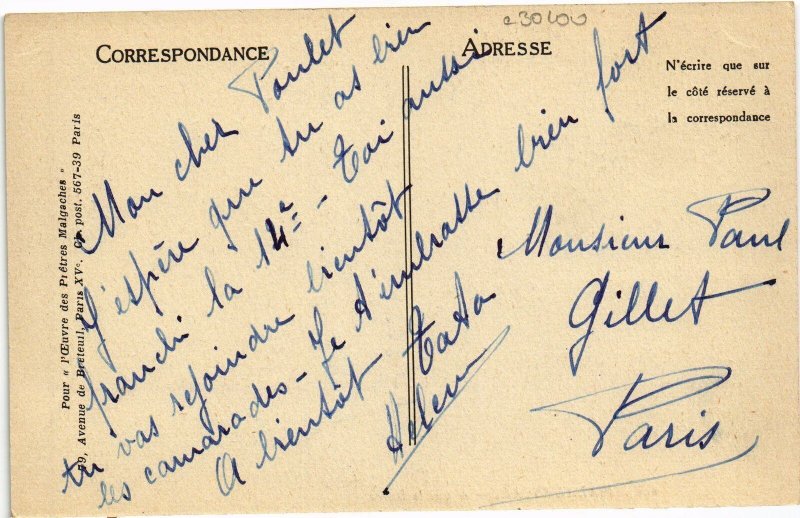 CORRESPONDANCE
ADRESSE
N'écrire que sur
le côté réservé à
la correspondance
Pour « l'Œuvre des Prêtres Malgaches »
59, Avenue de Breteuil, Paris XVe. Ch. post. 567-39 Paris
Mon cher Poulet
J'espère que tu as bien
franchi la 14e - Toi aussi
tu vas rejoindre bientôt
les camarades - Je t'embrasse bien fort
A bientôt Tata
Helen
Monsieur Paul
Gillet
Paris